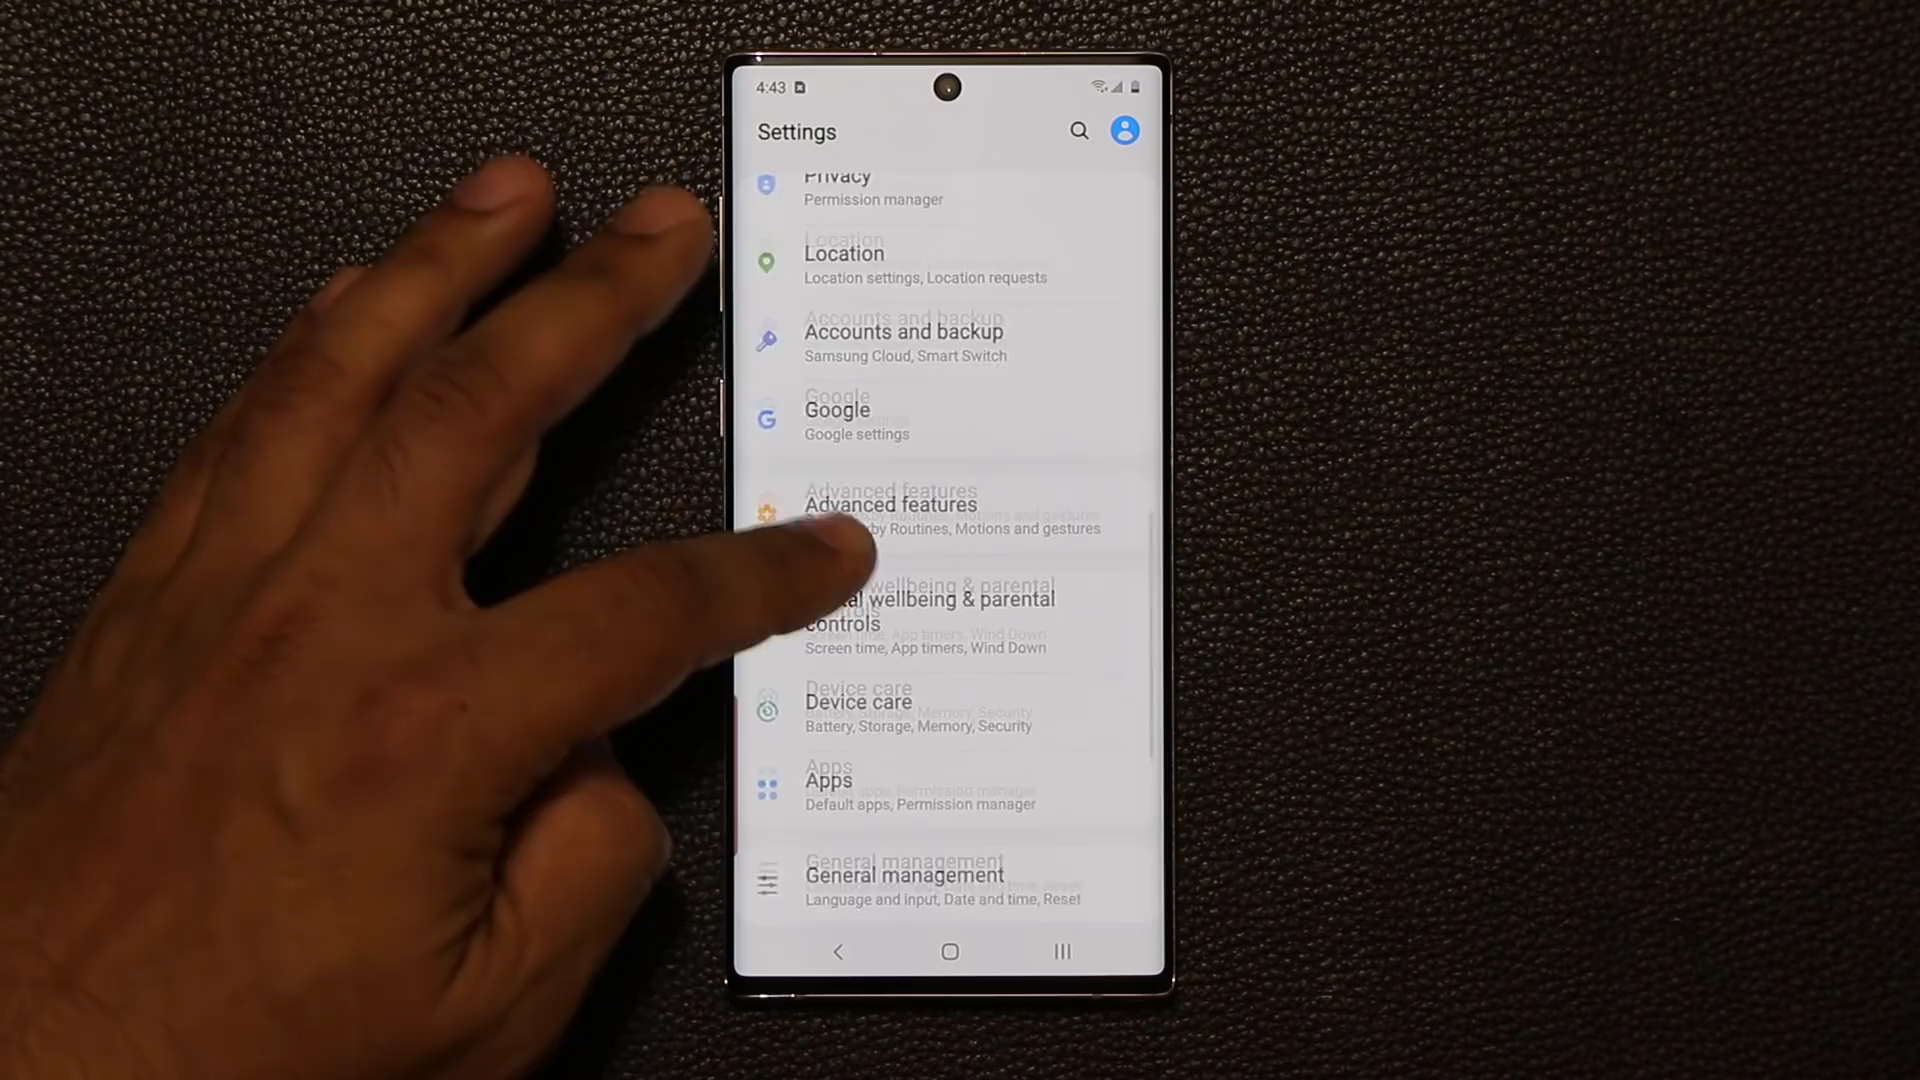 4:43
Settings
Privacy
Permission manager
Location
Location settings, Location requests
Accounts and backup
Samsung Cloud, Smart Switch
Google
Google settings
Advanced features
Routines, Motions and gestures
wellbeing & parental
controls
Screen time, App timers, Wind Down
Device care
Battery, Storage, Memory, Security
Apps
Default apps, Permission manager
General management
Language and input, Date and time, Reset